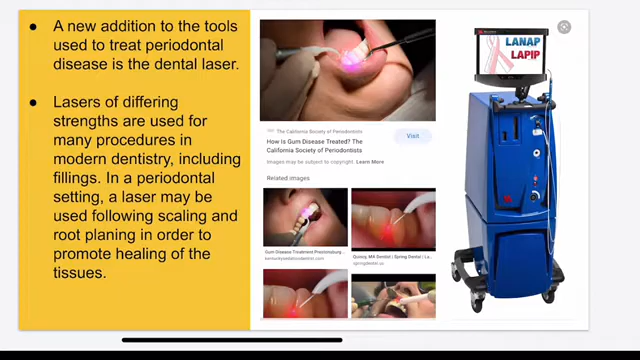 ● A new addition to the tools
used to treat periodontal
disease is the dental laser.
● Lasers of differing
strengths are used for
many procedures in
modern dentistry, including
fillings. In a periodontal
setting, a laser may be
used following scaling and
root planing in order to
promote healing of the
tissues.
The California Society of Periodontists
How Is Gum Disease Treated? The
California Society of Periodontists
Visit
Images may be subject to copyright. Learn More
Related images
Gum Disease Treatment
Quincy, MA Dentist | Spring Dental | La...
springdentist.us
LANAP
LAPIP